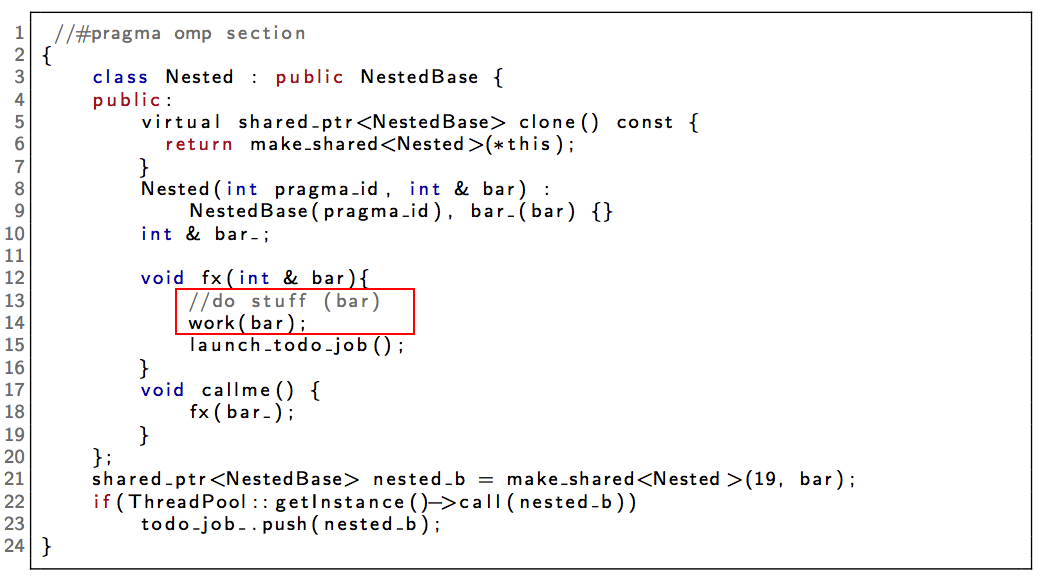 1 //#pragma omp section
2 {
3 class Nested : public NestedBase {
4 public:
5 virtual shared_ptr<NestedBase> clone() const {
6 return make_shared<Nested>(*this);
7 }
8 Nested(int pragma_id, int & bar) :
9 NestedBase(pragma_id), bar_(bar) {}
10 int & bar_;
11
12 void fx(int & bar){
13 //do stuff (bar)
14 work(bar);
15 launch_todo_job();
16 }
17 void callme() {
18 fx(bar_);
19 }
20 };
21 shared_ptr<NestedBase> nested_b = make_shared<Nested>(19, bar);
22 if(ThreadPool::getInstance()->call(nested_b))
23 todo_job_.push(nested_b);
24 }